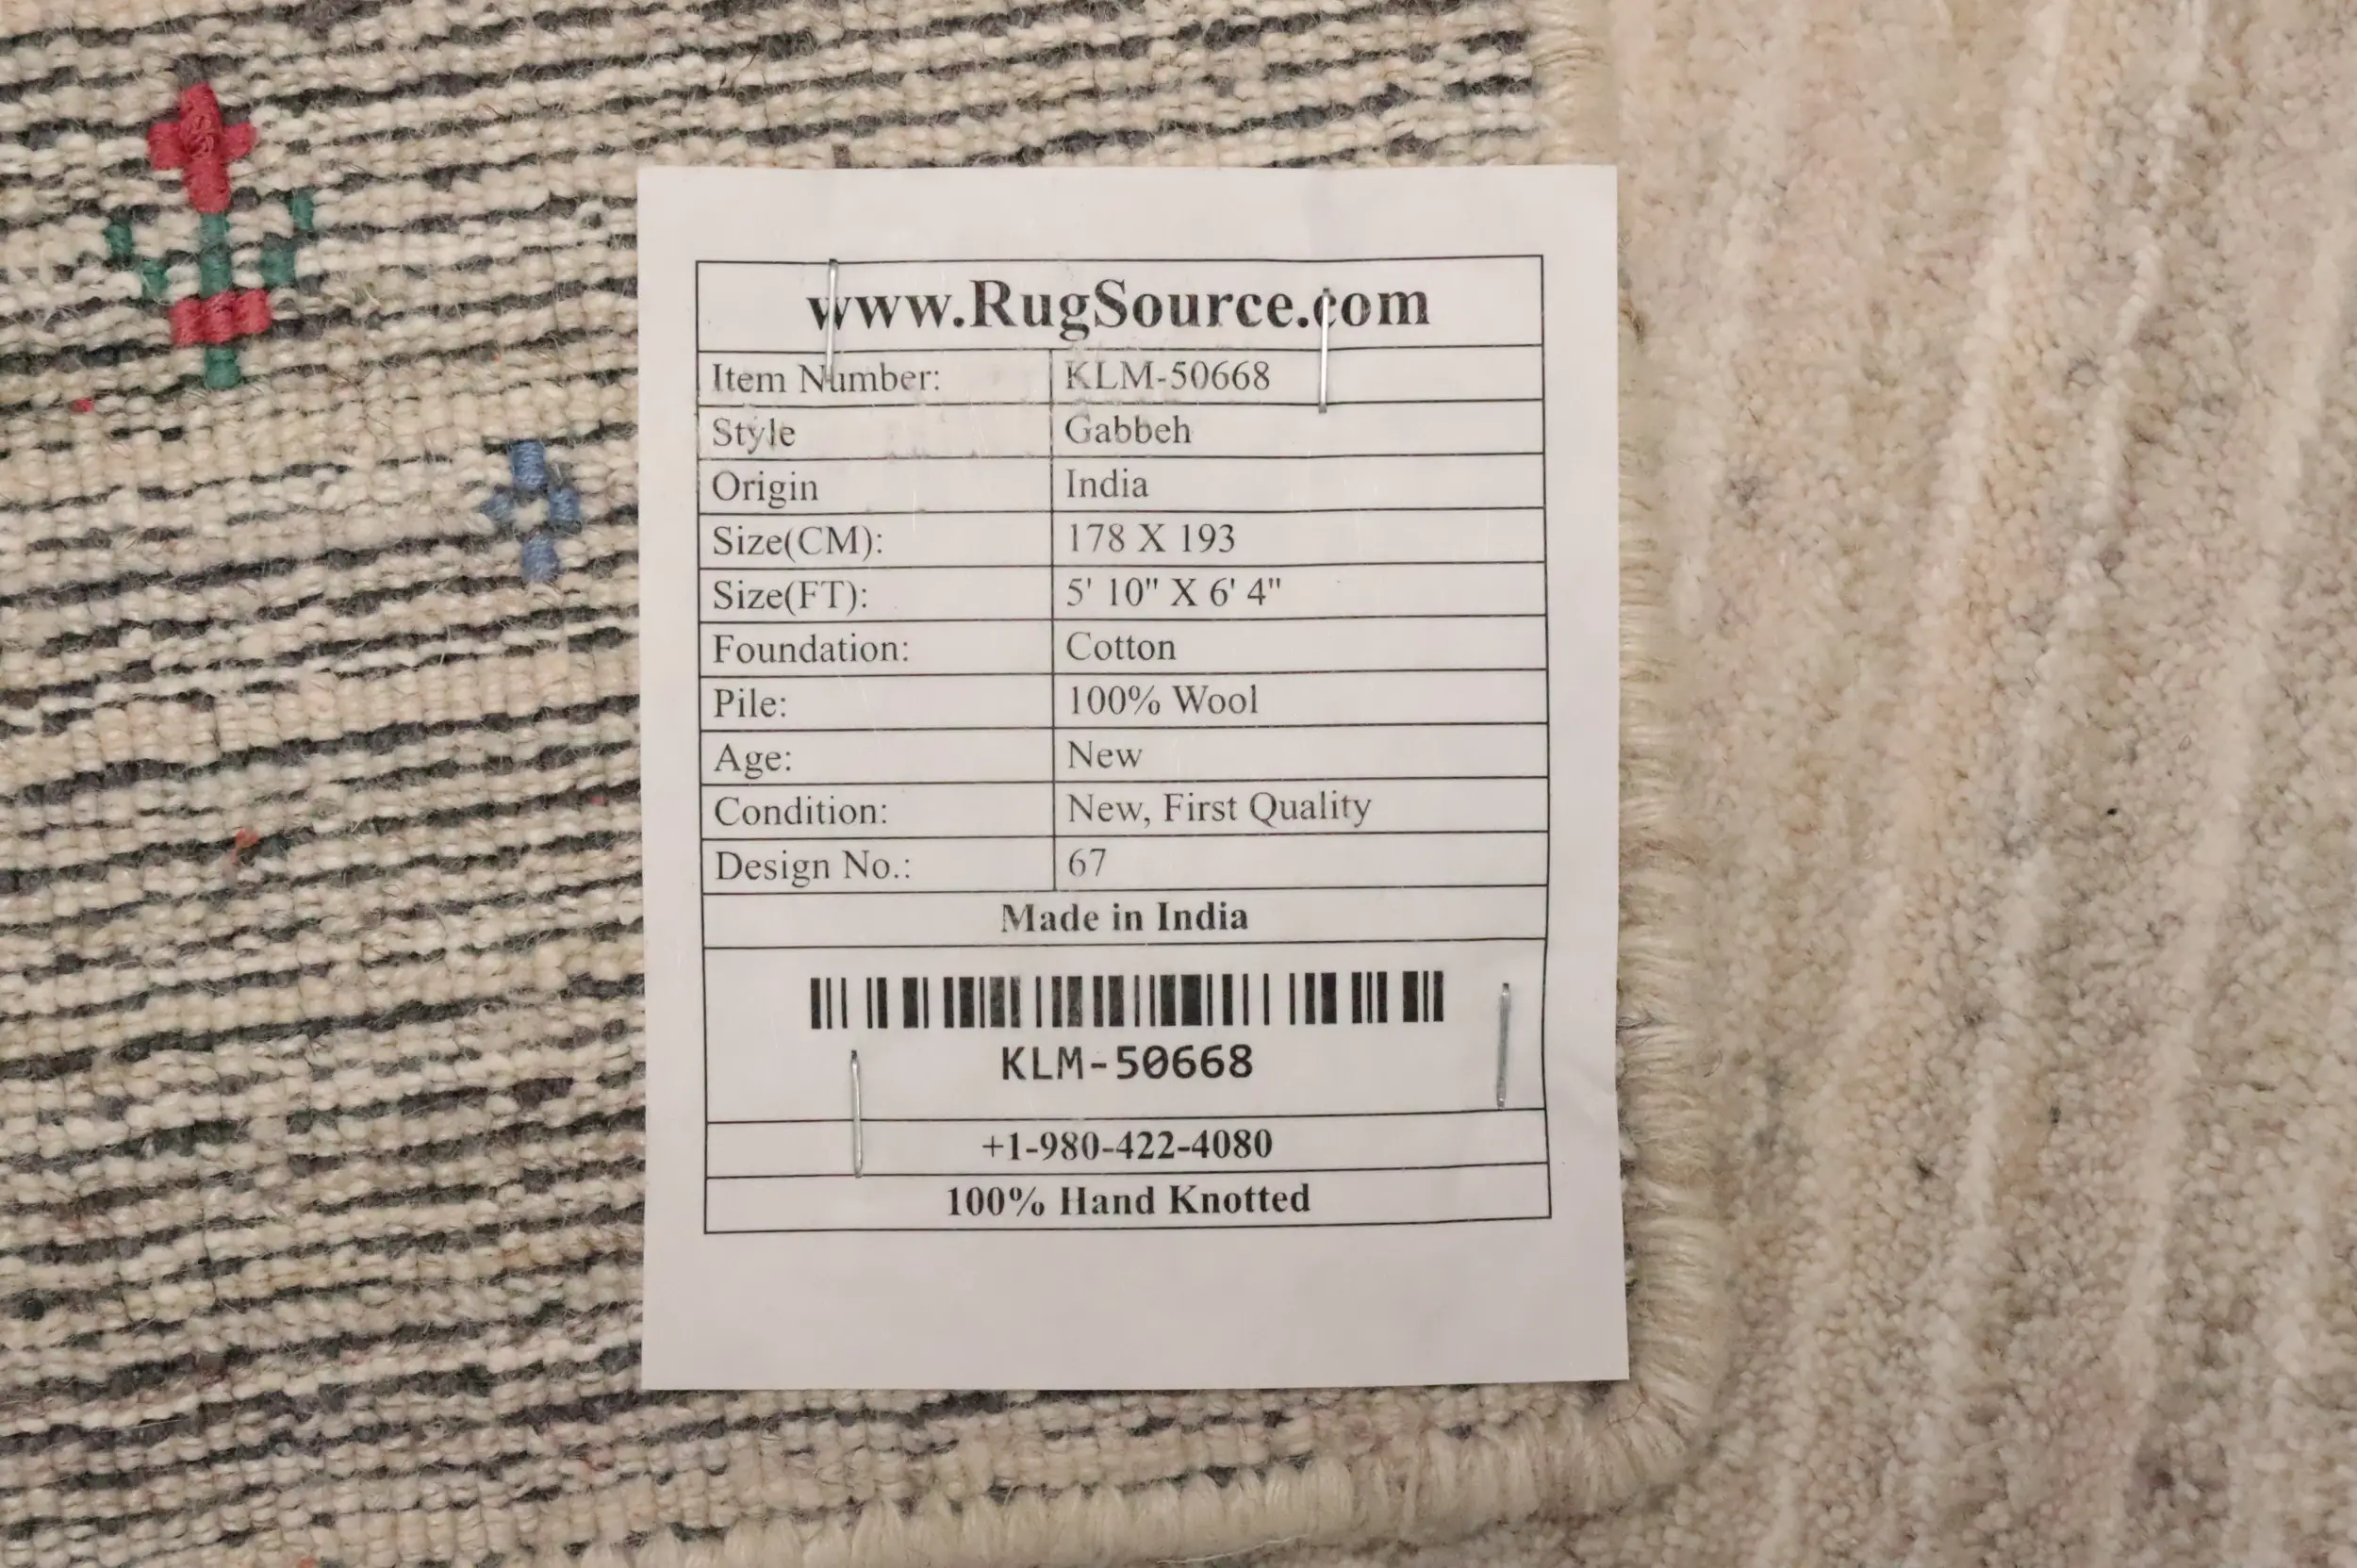 www.RugSource.com
Item Number: KLM-50668
Style Gabbeh
Origin India
Size(CM): 178 X 193
Size(FT): 5' 10" X 6' 4"
Foundation: Cotton
Pile: 100% Wool
Age: New
Condition: New, First Quality
Design No.: 67
Made in India
KLM-50668
+1-980-422-4080
100% Hand Knotted